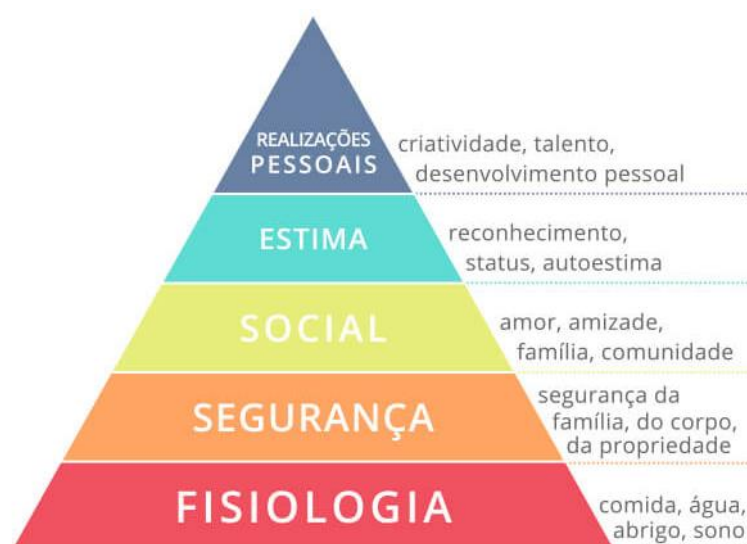 REALIZAÇÕES
PESSOAIS
criatividade, talento,
desenvolvimento pessoal
ESTIMA
reconhecimento,
status, autoestima
SOCIAL
amor, amizade,
família, comunidade
SEGURANÇA
segurança da
família, do corpo,
da propriedade
FISIOLOGIA
comida, água,
abrigo, sono